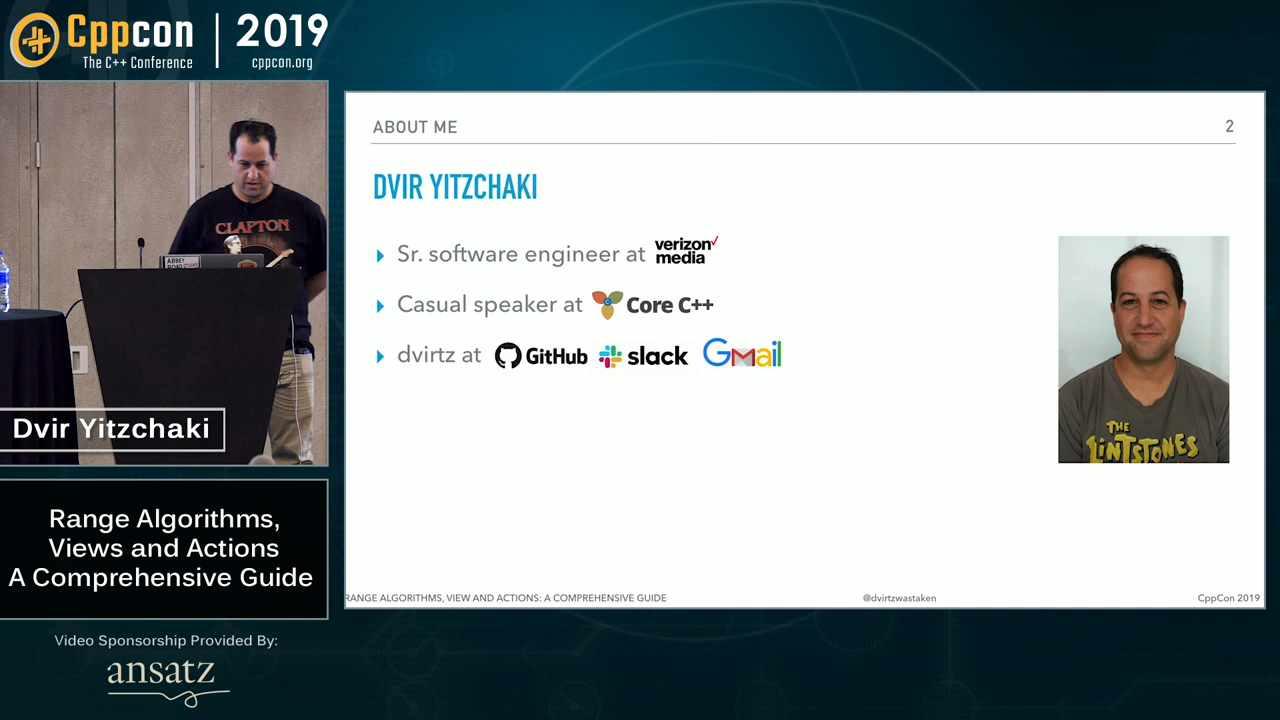 Cppcon
The C++ Conference
2019
cppcon.org
CLAPTON
ABBEY
Dvir Yitzchaki
Range Algorithms,
Views and Actions
A Comprehensive Guide
Video Sponsorship Provided By:
ansatz
ABOUT ME
2
DVIR YITZCHAKI
Sr. software engineer at verizon✓ media
Casual speaker at Core C++
dvirtz at GitHub slack Gmail
THE
FLINTSTONES
RANGE ALGORITHMS, VIEW AND ACTIONS: A COMPREHENSIVE GUIDE
@dvirtzwastaken
CppCon 2019